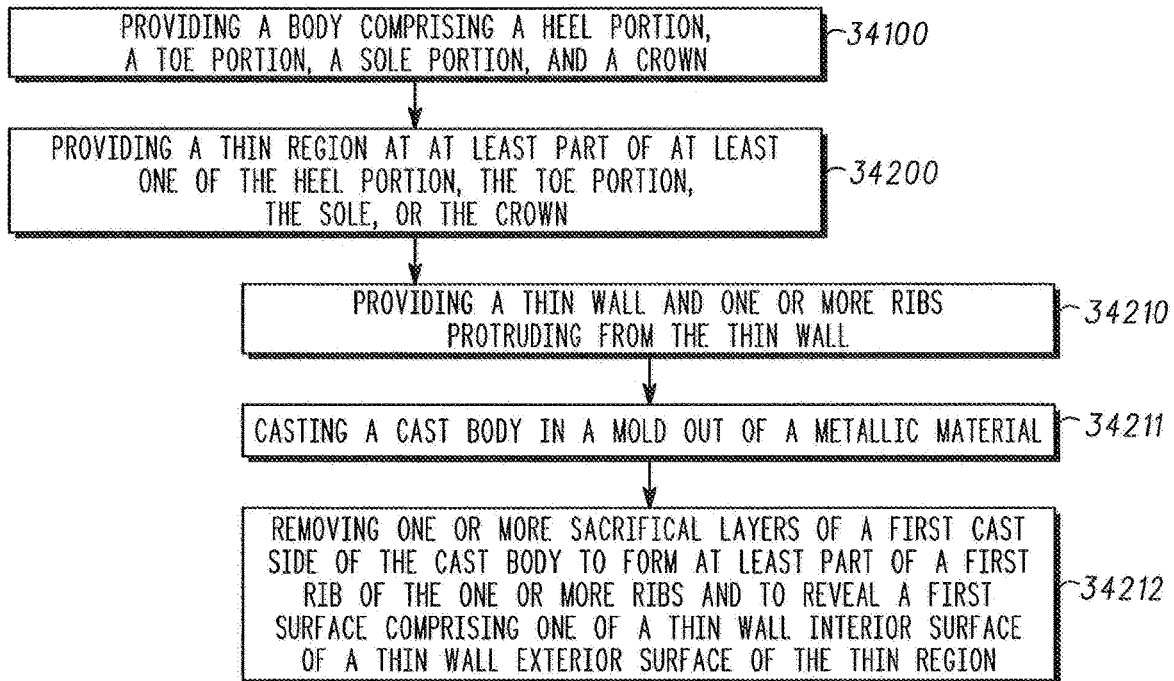 PROVIDING A BODY COMPRISING A HEEL PORTION,
A TOE PORTION, A SOLE PORTION, AND A CROWN
34100
PROVIDING A THIN REGION AT AT LEAST PART OF AT LEAST
ONE OF THE HEEL PORTION, THE TOE PORTION,
THE SOLE, OR THE CROWN
34200
PROVIDING A THIN WALL AND ONE OR MORE RIBS
PROTRUDING FROM THE THIN WALL
34210
CASTING A CAST BODY IN A MOLD OUT OF A METALLIC MATERIAL
34211
REMOVING ONE OR MORE SACRIFICAL LAYERS OF A FIRST CAST
SIDE OF THE CAST BODY TO FORM AT LEAST PART OF A FIRST
RIB OF THE ONE OR MORE RIBS AND TO REVEAL A FIRST
SURFACE COMPRISING ONE OF A THIN WALL INTERIOR SURFACE
OF A THIN WALL EXTERIOR SURFACE OF THE THIN REGION
34212